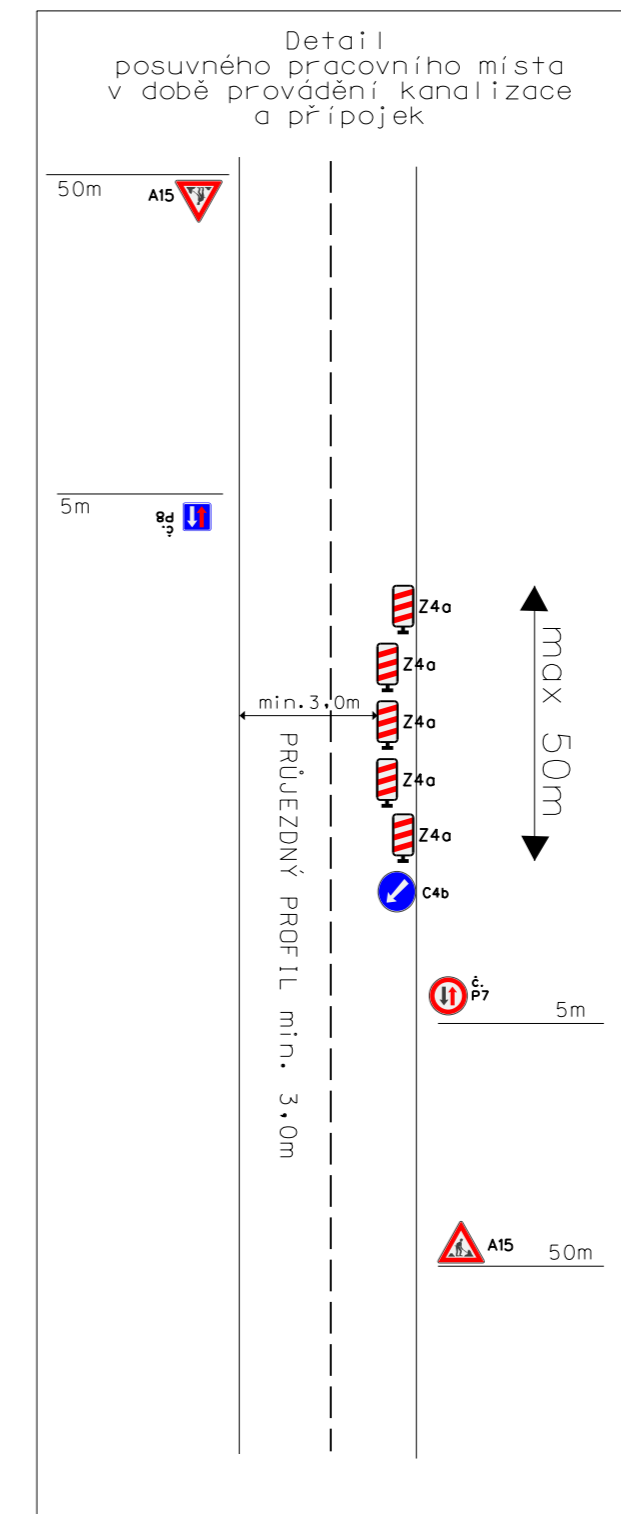 Detail
posuvného pracovního místa
v době provádění kanalizace
a přípojek
50m
A15
5m
č.
P8
Z4a
Z4a
min.3,0m
Z4a
Z4a
Z4a
max 50m
C4b
PRŮJEZDNÝ PROFIL min. 3,0m
č.
P7
5m
A15
50m